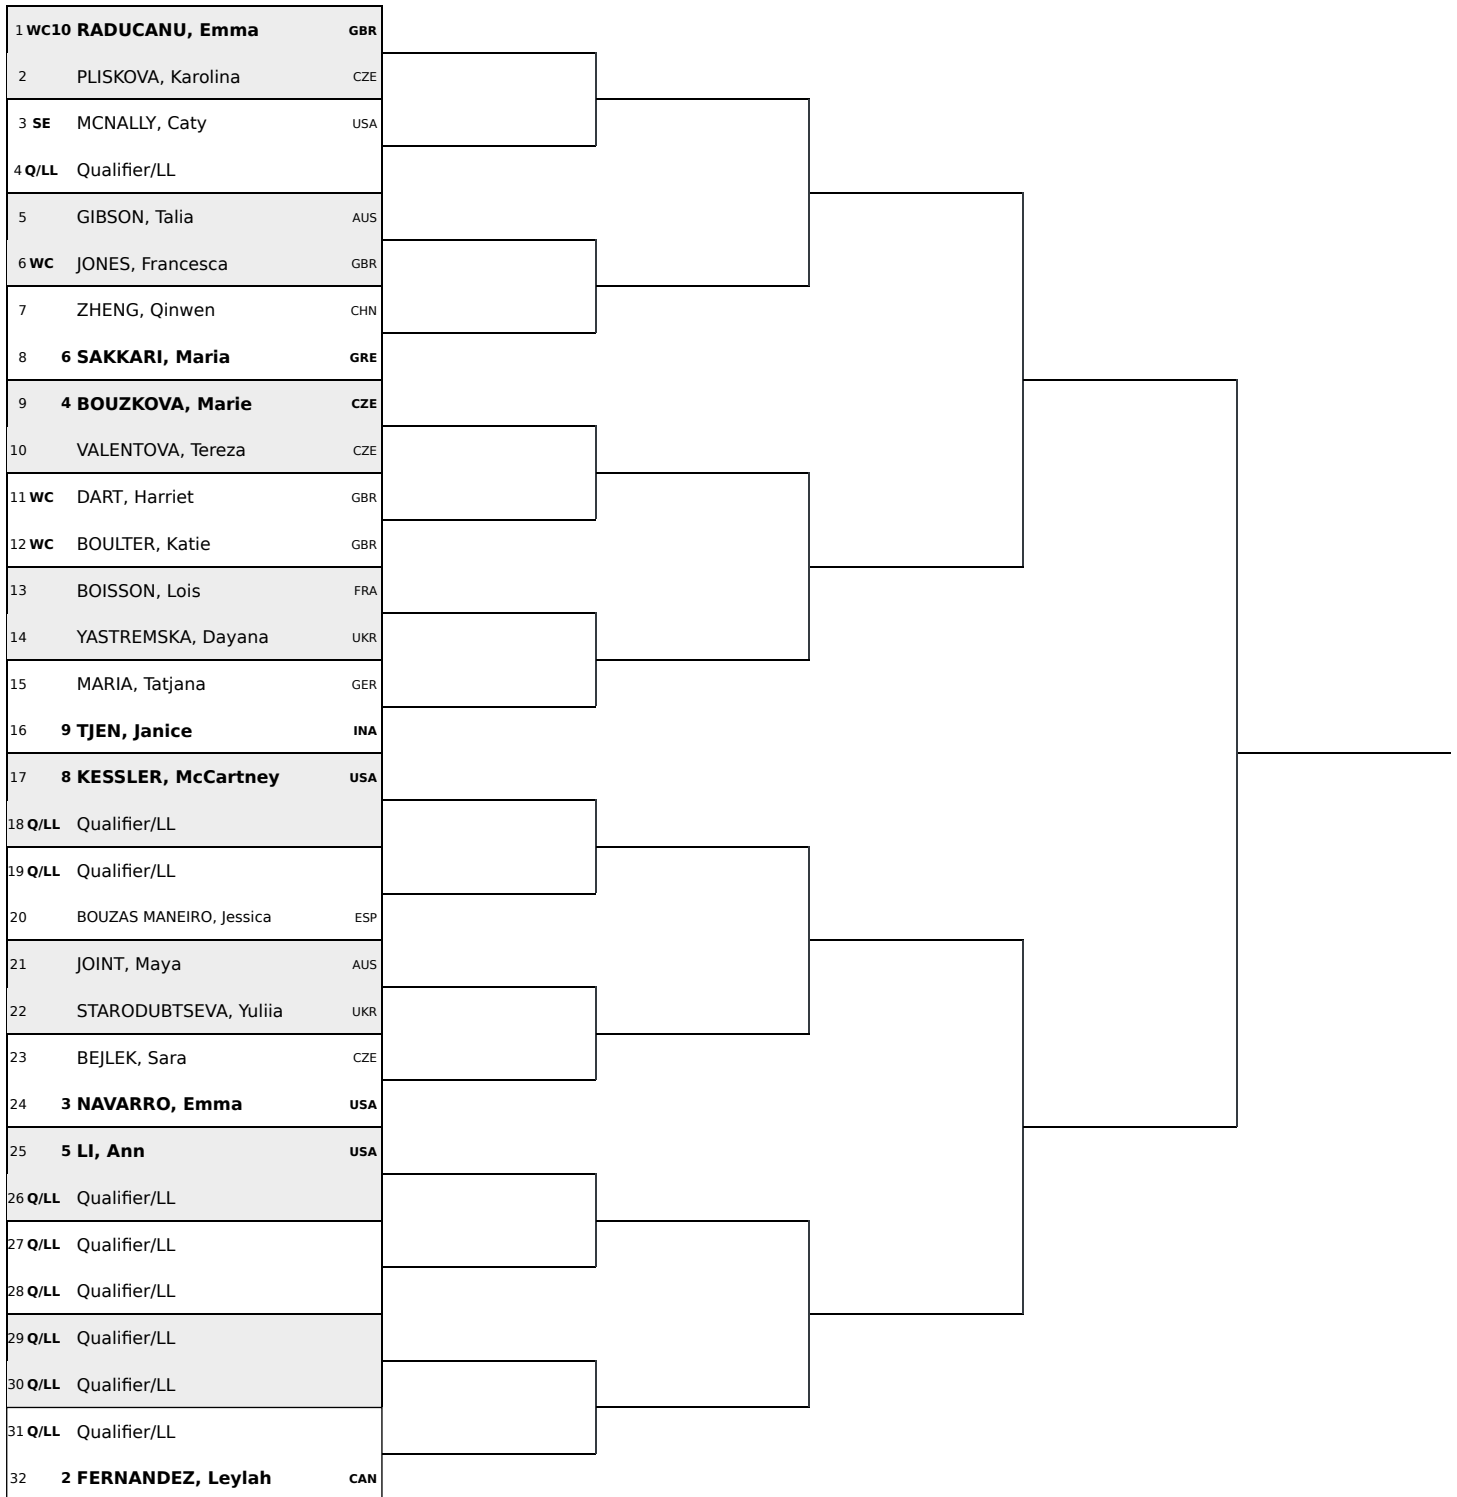 1 WC10 RADUCANU, Emma GBR
2 PLISKOVA, Karolina CZE
3 SE MCNALLY, Caty USA
4 Q/LL Qualifier/LL
5 GIBSON, Talia AUS
6 WC JONES, Francesca GBR
7 ZHENG, Qinwen CHN
8 6 SAKKARI, Maria GRE
9 4 BOUZKOVA, Marie CZE
10 VALENTOVA, Tereza CZE
11 WC DART, Harriet GBR
12 WC BOULTER, Katie GBR
13 BOISSON, Lois FRA
14 YASTREMSKA, Dayana UKR
15 MARIA, Tatjana GER
16 9 TJEN, Janice INA
17 8 KESSLER, McCartney USA
18 Q/LL Qualifier/LL
19 Q/LL Qualifier/LL
20 BOUZAS MANEIRO, Jessica ESP
21 JOINT, Maya AUS
22 STARODUBTSEVA, Yuliia UKR
23 BEJLEK, Sara CZE
24 3 NAVARRO, Emma USA
25 5 LI, Ann USA
26 Q/LL Qualifier/LL
27 Q/LL Qualifier/LL
28 Q/LL Qualifier/LL
29 Q/LL Qualifier/LL
30 Q/LL Qualifier/LL
31 Q/LL Qualifier/LL
32 2 FERNANDEZ, Leylah CAN